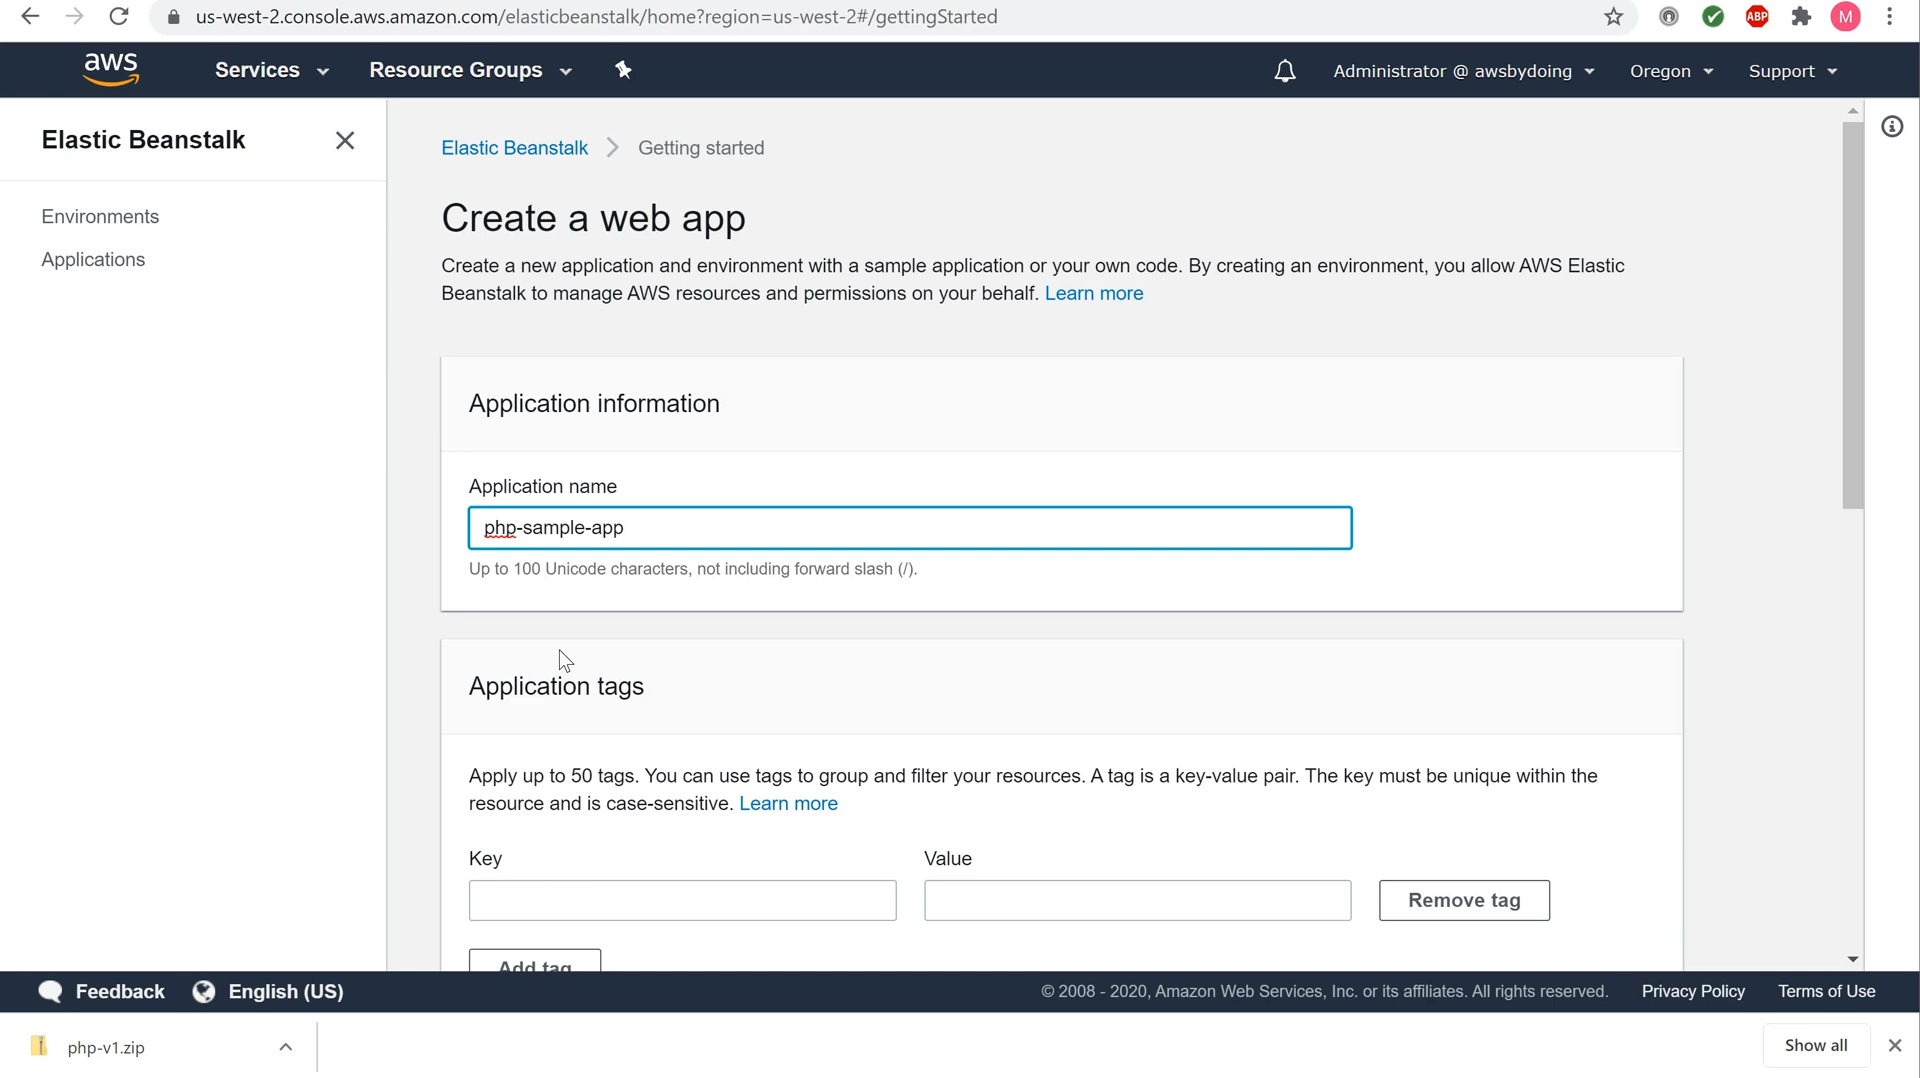 us-west-2.console.aws.amazon.com/elasticbeanstalk/home?region=us-west-2#/gettingStarted
ABP
M
aws
Services
Resource Groups
Administrator @ awsbydoing
Oregon
Support
Elastic Beanstalk
Environments
Applications
Elastic Beanstalk
Getting started
Create a web app
Create a new application and environment with a sample application or your own code. By creating an environment, you allow AWS Elastic
Beanstalk to manage AWS resources and permissions on your behalf. Learn more
Application information
Application name
php-sample-app
Up to 100 Unicode characters, not including forward slash (/).
Application tags
Apply up to 50 tags. You can use tags to group and filter your resources. A tag is a key-value pair. The key must be unique within the
resource and is case-sensitive. Learn more
Key
Value
Remove tag
Add tag
Feedback
English (US)
© 2008 - 2020, Amazon Web Services, Inc. or its affiliates. All rights reserved.
Privacy Policy
Terms of Use
php-v1.zip
Show all